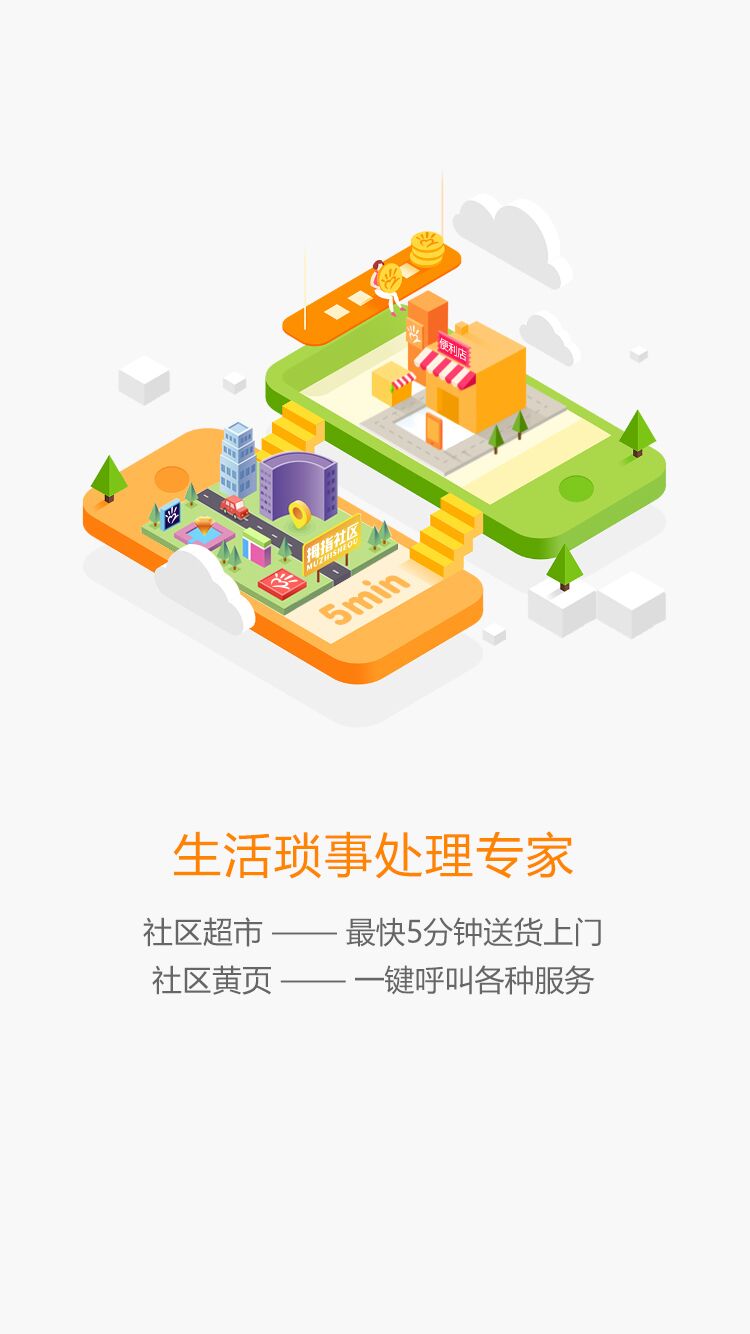 便利店
拇指社区
MUZHISHEQU
5min
生活琐事处理专家
社区超市 —— 最快5分钟送货上门
社区黄页 —— 一键呼叫各种服务